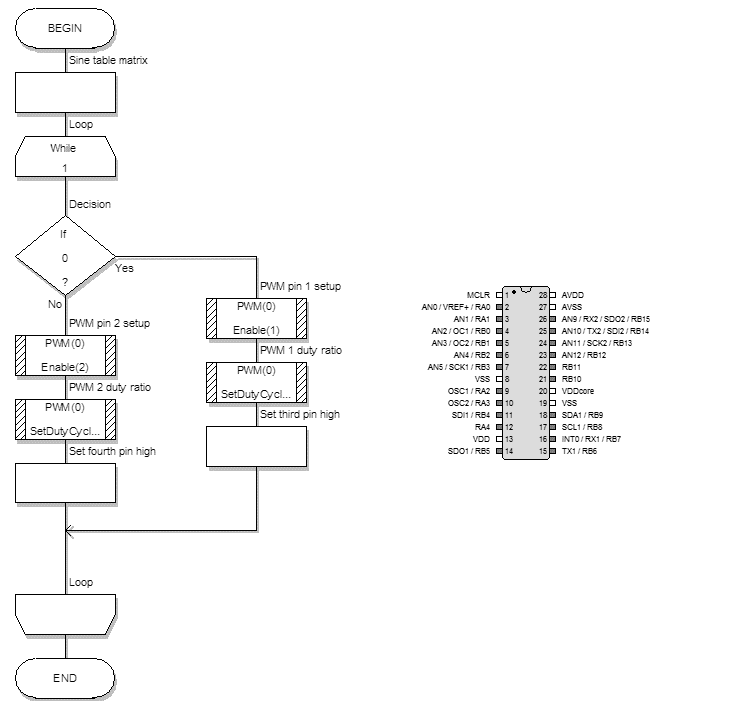 BEGIN
Sine table matrix
Loop
While
1
Decision
If
0
?
Yes
No
PWM pin 1 setup
PWM(0)
Enable(1)
PWM 1 duty ratio
PWM(0)
SetDutyCycl...
Set third pin high
PWM pin 2 setup
PWM(0)
Enable(2)
PWM 2 duty ratio
PWM(0)
SetDutyCycl...
Set fourth pin high
Loop
END
MCLR 1 28 AVDD
AN0 / VREF+ / RA0 2 27 AVSS
AN1 / RA1 3 26 AN9 / RX2 / SDO2 / RB15
AN2 / OC1 / RB0 4 25 AN10 / TX2 / SDI2 / RB14
AN3 / OC2 / RB1 5 24 AN11 / SCK2 / RB13
AN4 / RB2 6 23 AN12 / RB12
AN5 / SCK1 / RB3 7 22 RB11
VSS 8 21 RB10
OSC1 / RA2 9 20 VDDcore
OSC2 / RA3 10 19 VSS
SDI1 / RB4 11 18 SDA1 / RB9
RA4 12 17 SCL1 / RB8
VDD 13 16 INT0 / RX1 / RB7
SDO1 / RB5 14 15 TX1 / RB6